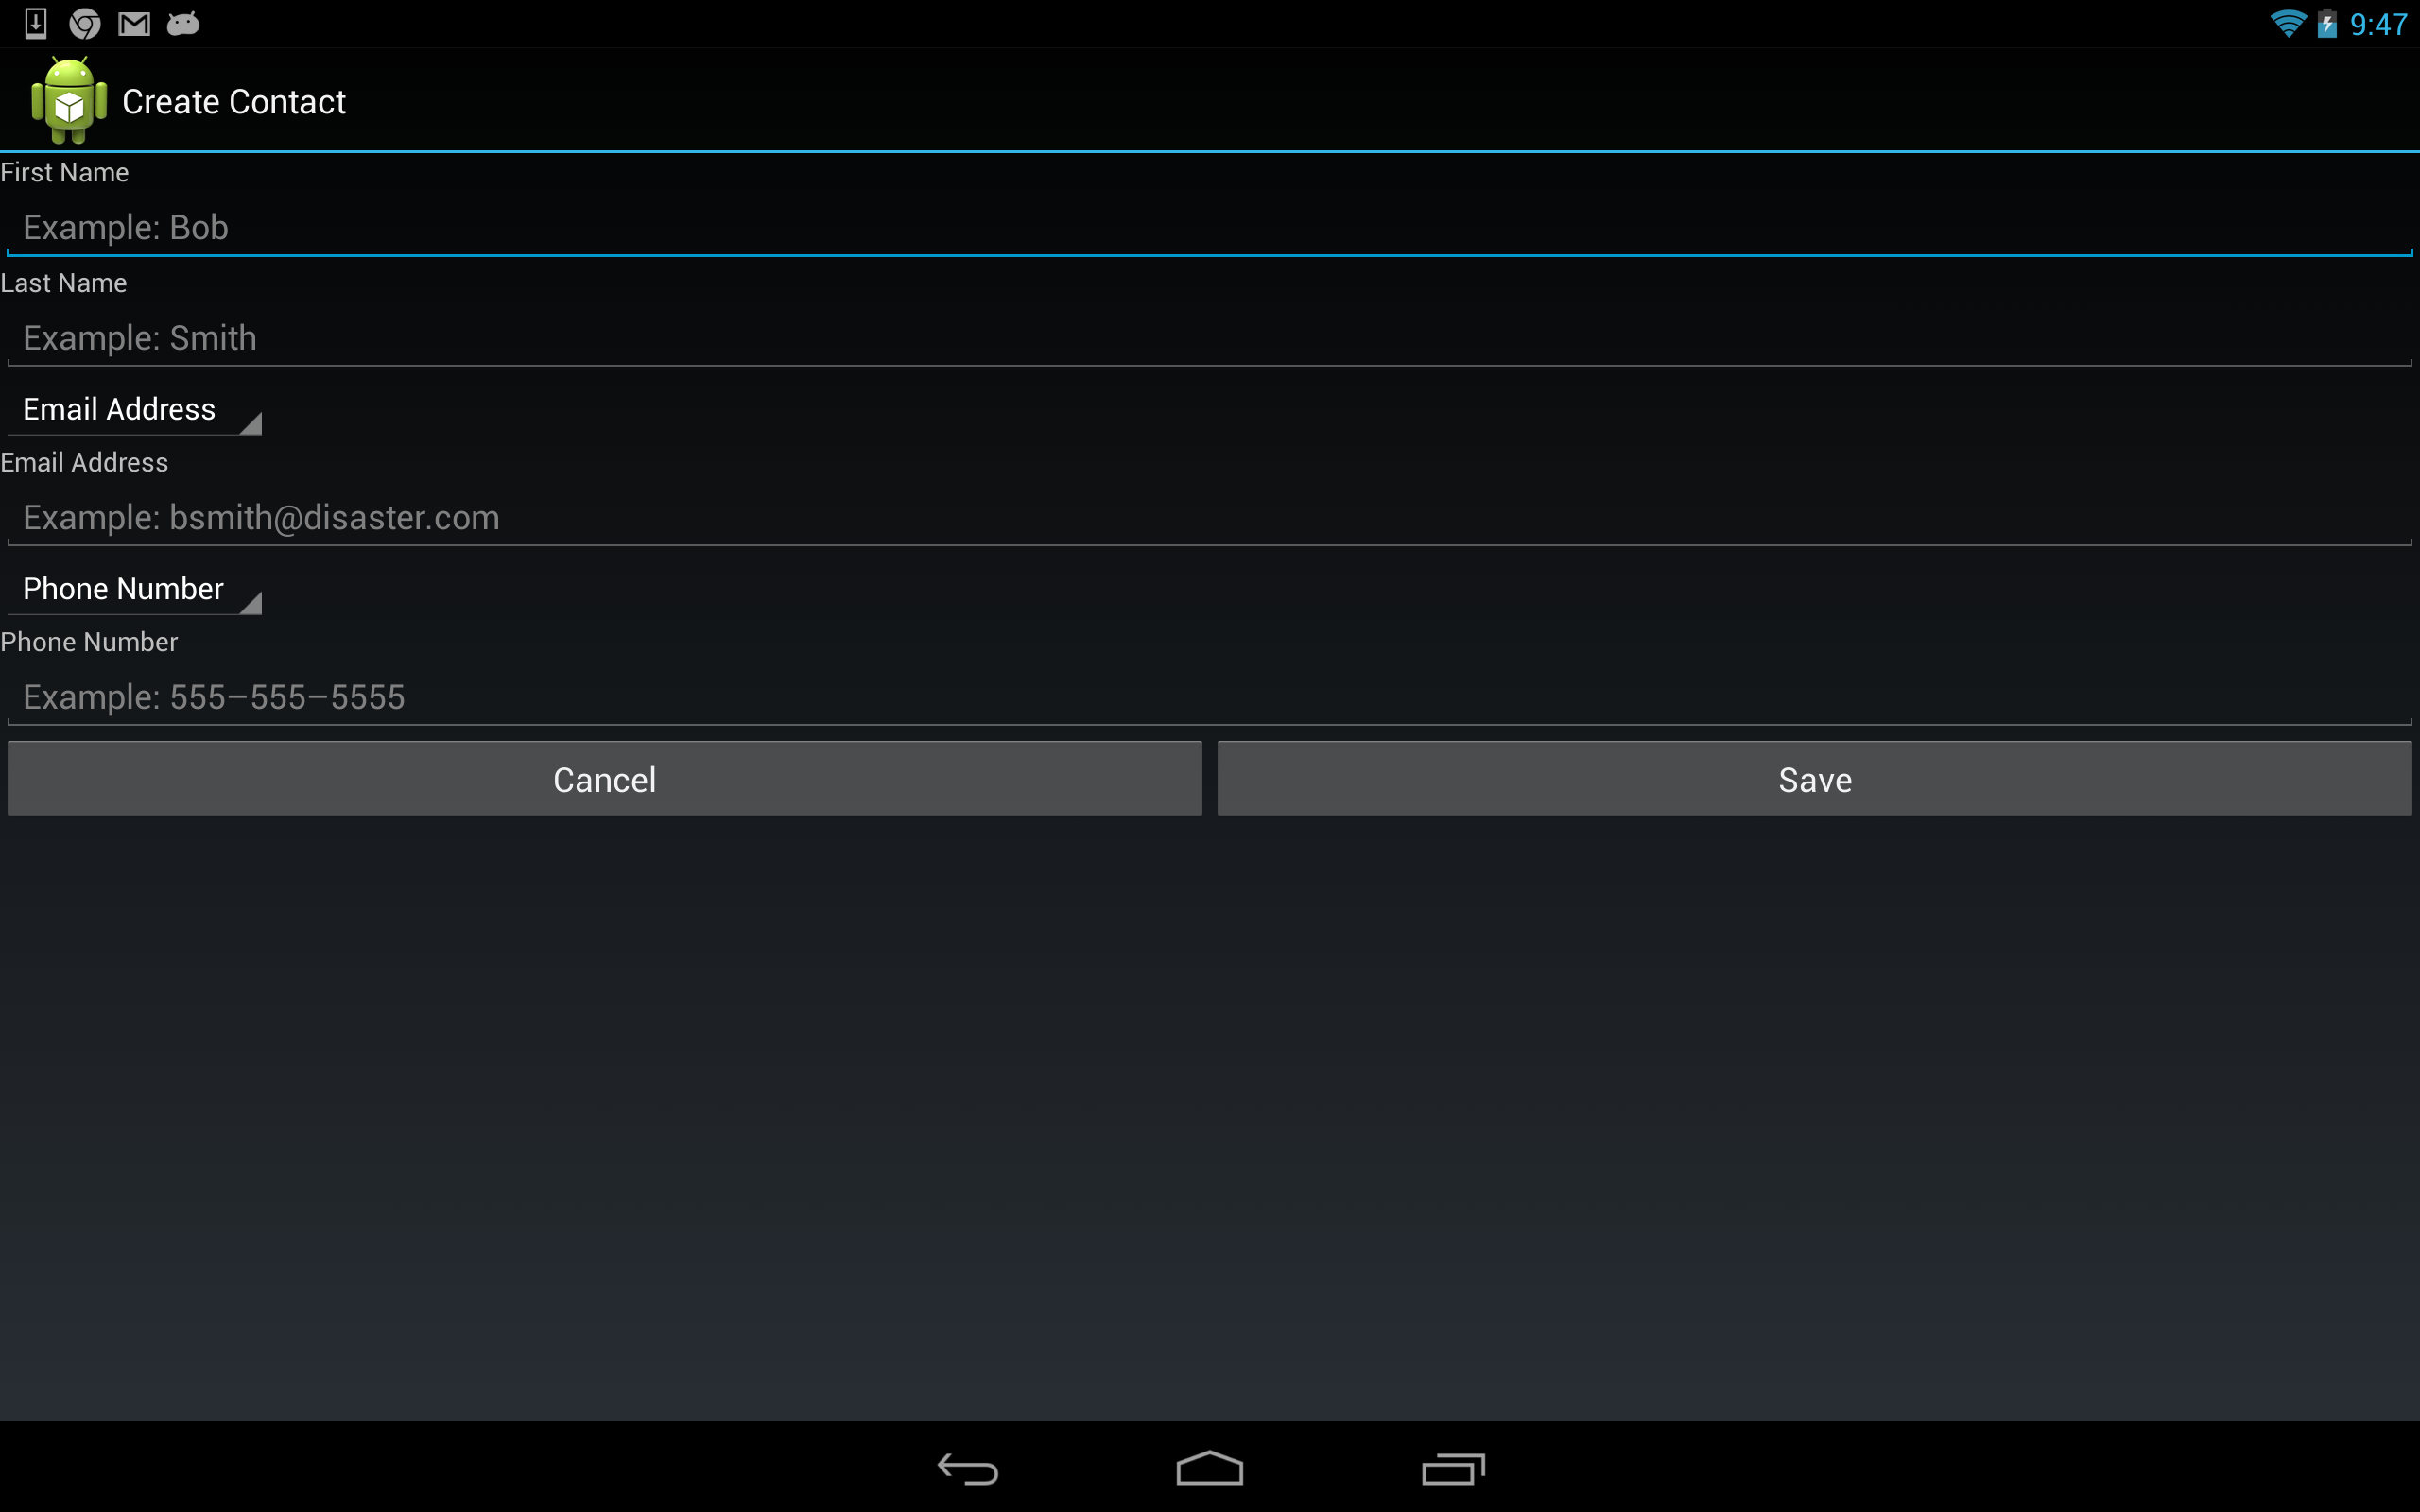 9:47
Create Contact
First Name
Example: Bob
Last Name
Example: Smith
Email Address
Email Address
Example: bsmith@disaster.com
Phone Number
Phone Number
Example: 555–555–5555
Cancel Save